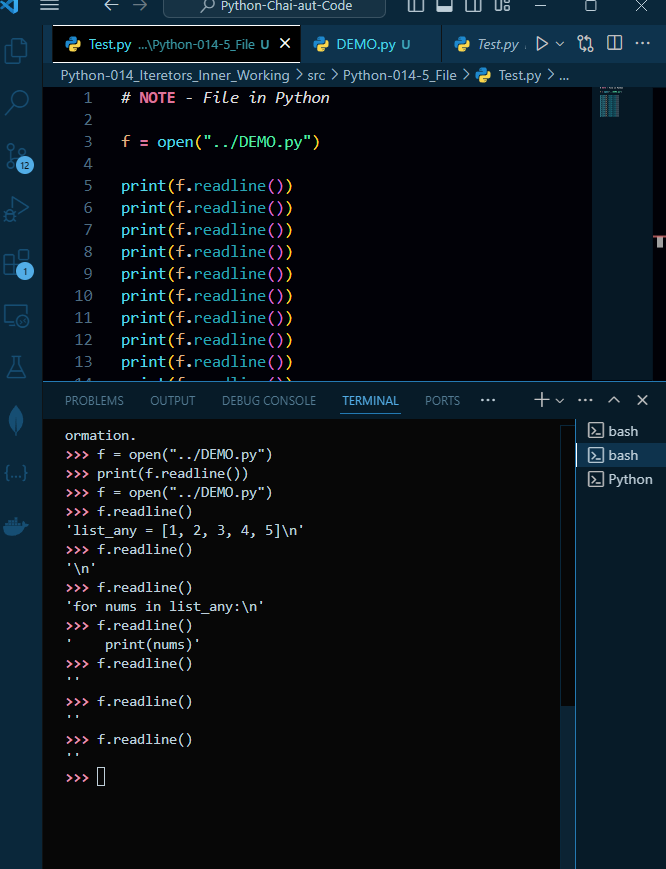 Python-Chai-aut-Code
Test.py ...\Python-014-5_File U
DEMO.py U
Test.py
Python-014_Iteretors_Inner_Working > src > Python-014-5_File > Test.py > ...
1 # NOTE - File in Python
2
3 f = open("../DEMO.py")
4
5 print(f.readline())
6 print(f.readline())
7 print(f.readline())
8 print(f.readline())
9 print(f.readline())
10 print(f.readline())
11 print(f.readline())
12 print(f.readline())
13 print(f.readline())
14 print(f.readline())
12
1
PROBLEMS OUTPUT DEBUG CONSOLE TERMINAL PORTS ...
ormation.
>>> f = open("../DEMO.py")
>>> print(f.readline())
>>> f = open("../DEMO.py")
>>> f.readline()
'list_any = [1, 2, 3, 4, 5]\n'
>>> f.readline()
'\n'
>>> f.readline()
'for nums in list_any:\n'
>>> f.readline()
'    print(nums)'
>>> f.readline()
''
>>> f.readline()
''
>>> f.readline()
''
>>>
bash
bash
Python